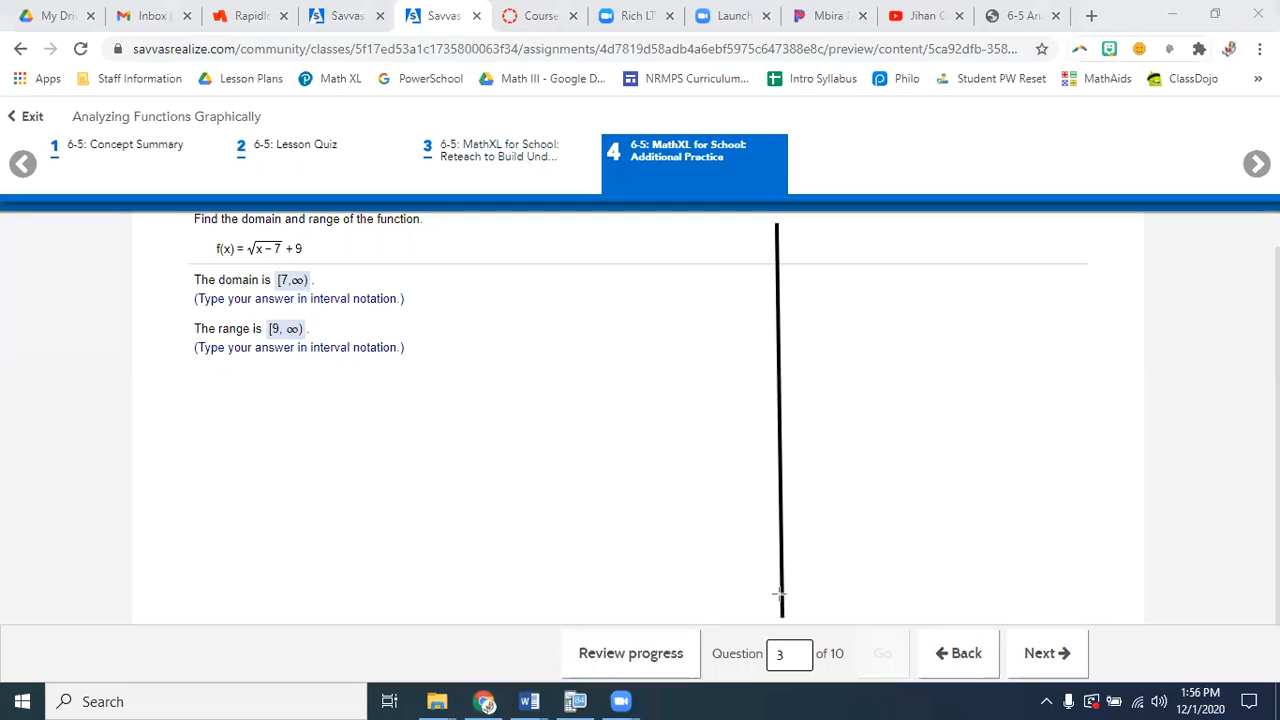 My Dri
Inbox (
RapidI
Savvas
Savvas
Course
Rich LT
Launch
Mbira
Jihan C
6-5 An
savvasrealize.com/community/classes/5f17ed53f1c1735800063f34/assignments/4d7819d58adb4a6ebf5975c647388e8c/preview/content/5ca92dfb-358...
Apps
Staff Information
Lesson Plans
Math XL
PowerSchool
Math III - Google D...
NRMPS Curriculum...
Intro Syllabus
Philo
Student PW Reset
MathAids
ClassDojo
»
Exit
Analyzing Functions Graphically
1 6-5: Concept Summary
2 6-5: Lesson Quiz
3 6-5: MathXL for School:
Reteach to Build Und...
4 6-5: MathXL for School:
Additional Practice
Find the domain and range of the function.
f(x) = √x − 7 + 9
The domain is [7,∞) .
(Type your answer in interval notation.)
The range is [9, ∞) .
(Type your answer in interval notation.)
Review progress
Question 3 of 10
Go
Back
Next
Search
1:56 PM
12/1/2020